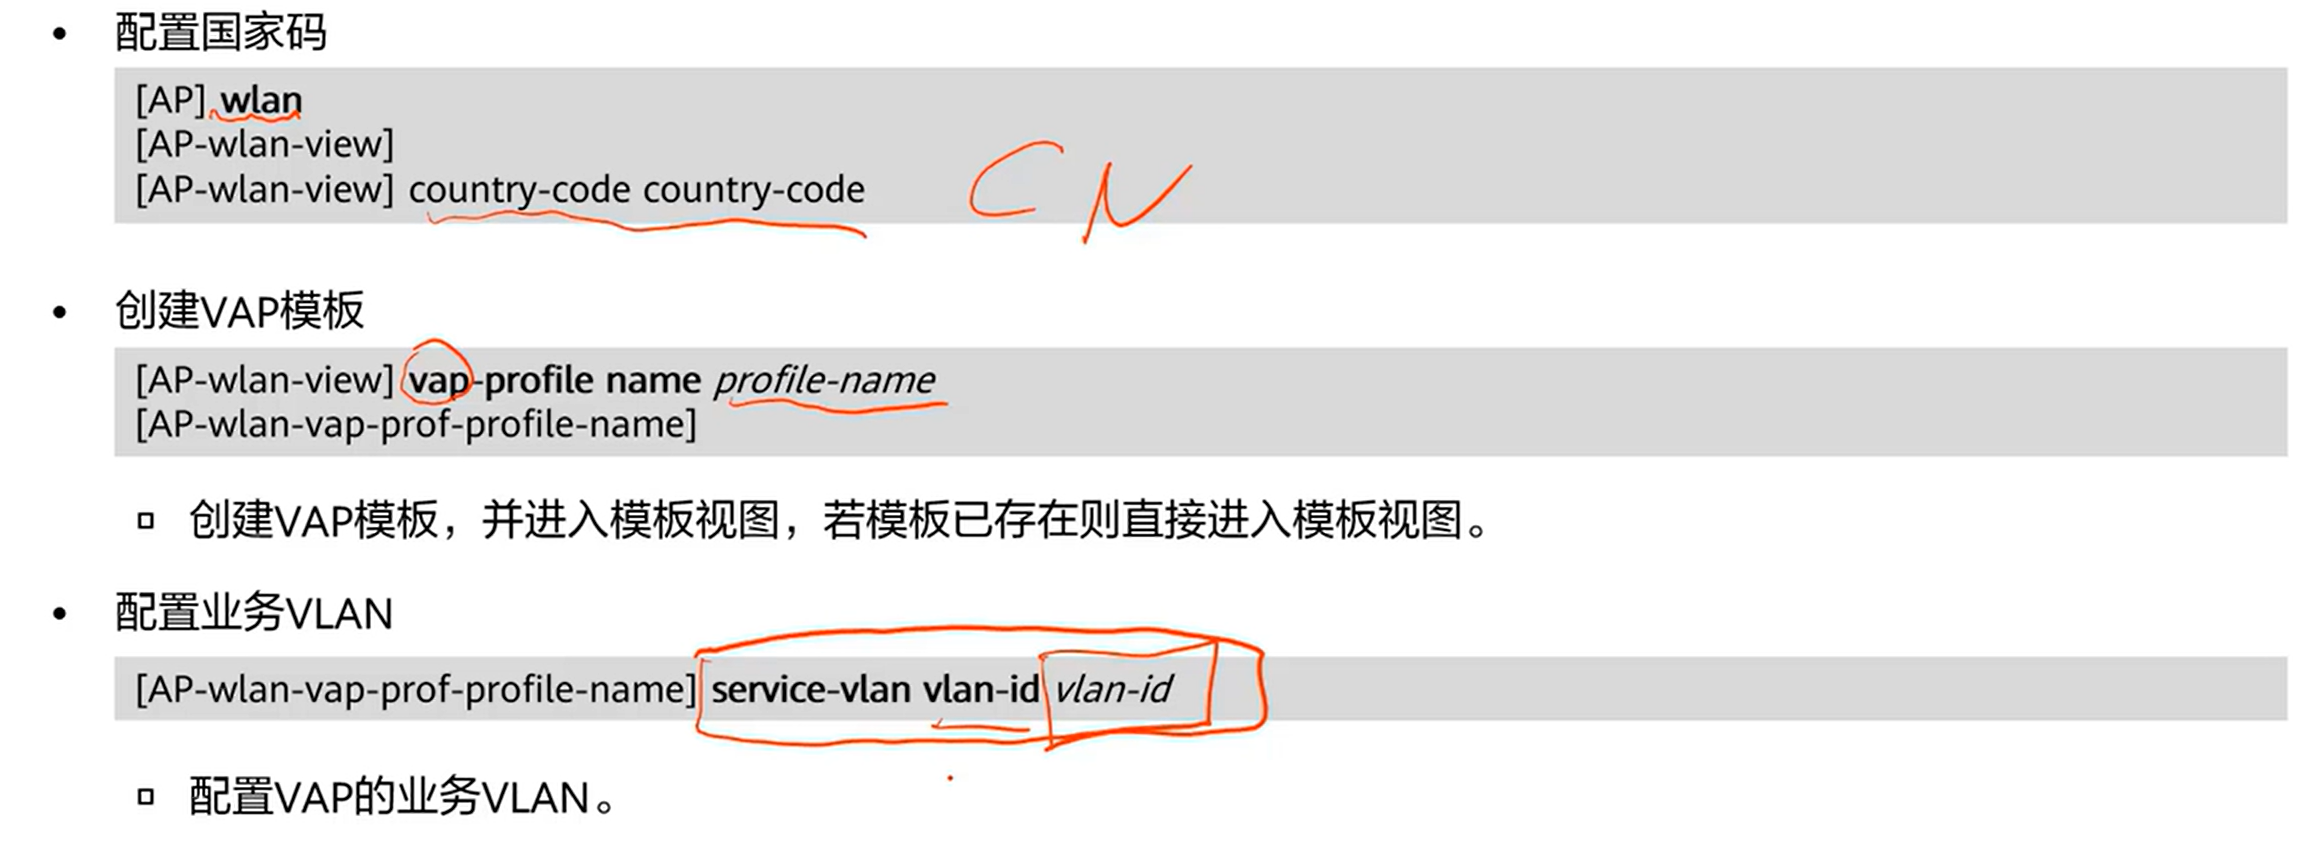 • 配置国家码
[AP] wlan
[AP-wlan-view]
[AP-wlan-view] country-code country-code
CN
• 创建VAP模板
[AP-wlan-view] vap-profile name profile-name
[AP-wlan-vap-prof-profile-name]
▫ 创建VAP模板，并进入模板视图，若模板已存在则直接进入模板视图。
• 配置业务VLAN
[AP-wlan-vap-prof-profile-name] service-vlan vlan-id vlan-id
▫ 配置VAP的业务VLAN。